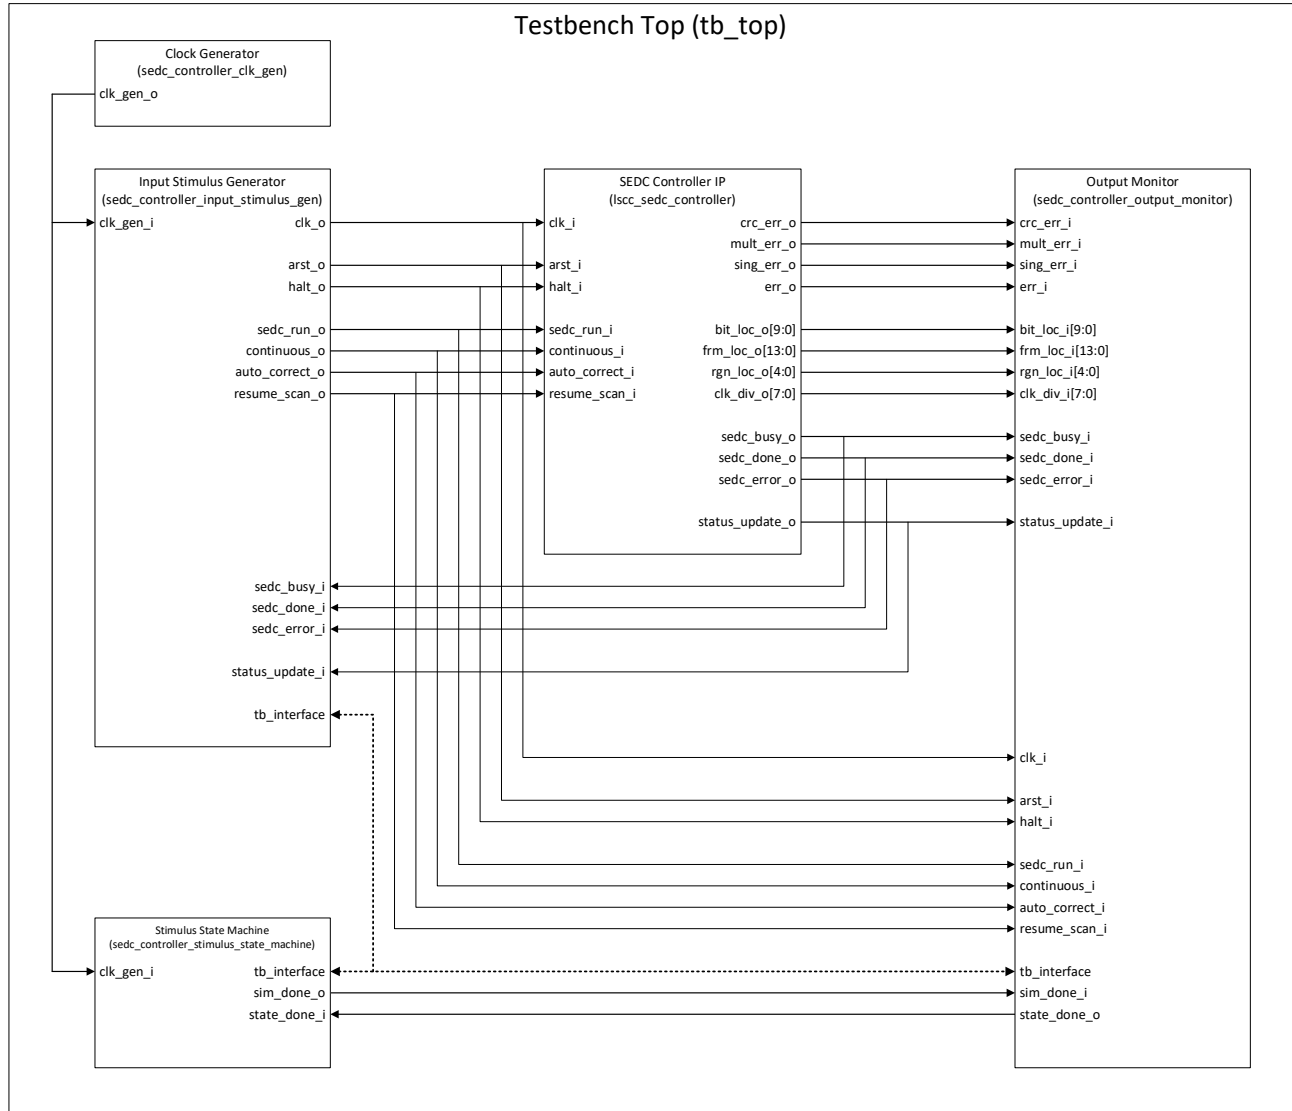 Testbench Top (tb_top)
Clock Generator
(sedc_controller_clk_gen)
clk_gen_o
Input Stimulus Generator
(sedc_controller_input_stimulus_gen)
clk_gen_i
clk_o
arst_o
halt_o
sedc_run_o
continuous_o
auto_correct_o
resume_scan_o
sedc_busy_i
sedc_done_i
sedc_error_i
status_update_i
tb_interface
SEDC Controller IP
(lscc_sedc_controller)
clk_i
arst_i
halt_i
sedc_run_i
continuous_i
auto_correct_i
resume_scan_i
crc_err_o
mult_err_o
sing_err_o
err_o
bit_loc_o[9:0]
frm_loc_o[13:0]
rgn_loc_o[4:0]
clk_div_o[7:0]
sedc_busy_o
sedc_done_o
sedc_error_o
status_update_o
Output Monitor
(sedc_controller_output_monitor)
crc_err_i
mult_err_i
sing_err_i
err_i
bit_loc_i[9:0]
frm_loc_i[13:0]
rgn_loc_i[4:0]
clk_div_i[7:0]
sedc_busy_i
sedc_done_i
sedc_error_i
status_update_i
clk_i
arst_i
halt_i
sedc_run_i
continuous_i
auto_correct_i
resume_scan_i
tb_interface
sim_done_i
state_done_o
Stimulus State Machine
(sedc_controller_stimulus_state_machine)
clk_gen_i
tb_interface
sim_done_o
state_done_i